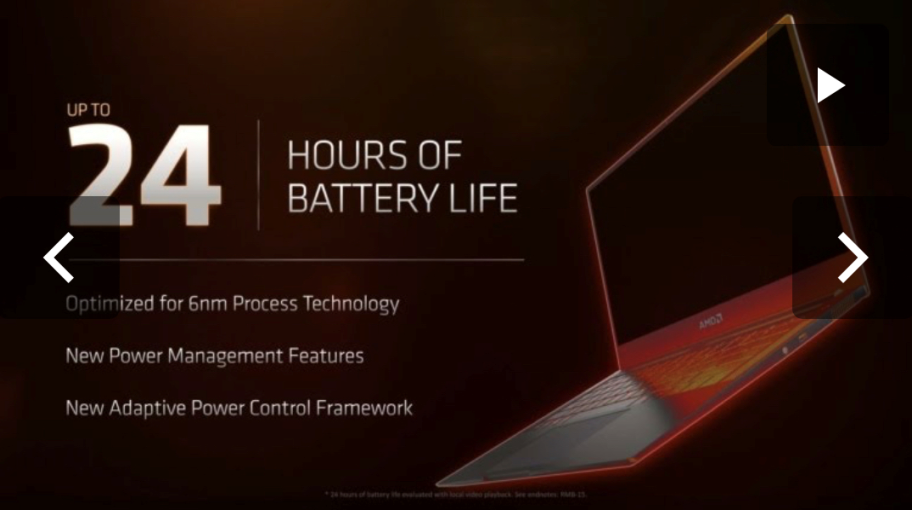 UP TO
24
HOURS OF
BATTERY LIFE
Optimized for 6nm Process Technology
New Power Management Features
New Adaptive Power Control Framework
AMD
* 24 hours of battery life evaluated with local video playback. See endnotes: RMB-15.